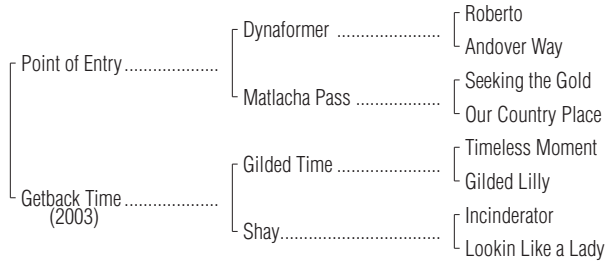 Roberto
Dynaformer ....................
Andover Way
Point of Entry ...................
Seeking the Gold
Matlacha Pass .................
Our Country Place
Timeless Moment
Gilded Time .....................
Gilded Lilly
Getback Time ...................
(2003)
Incinderator
Shay................................
Lookin Like a Lady